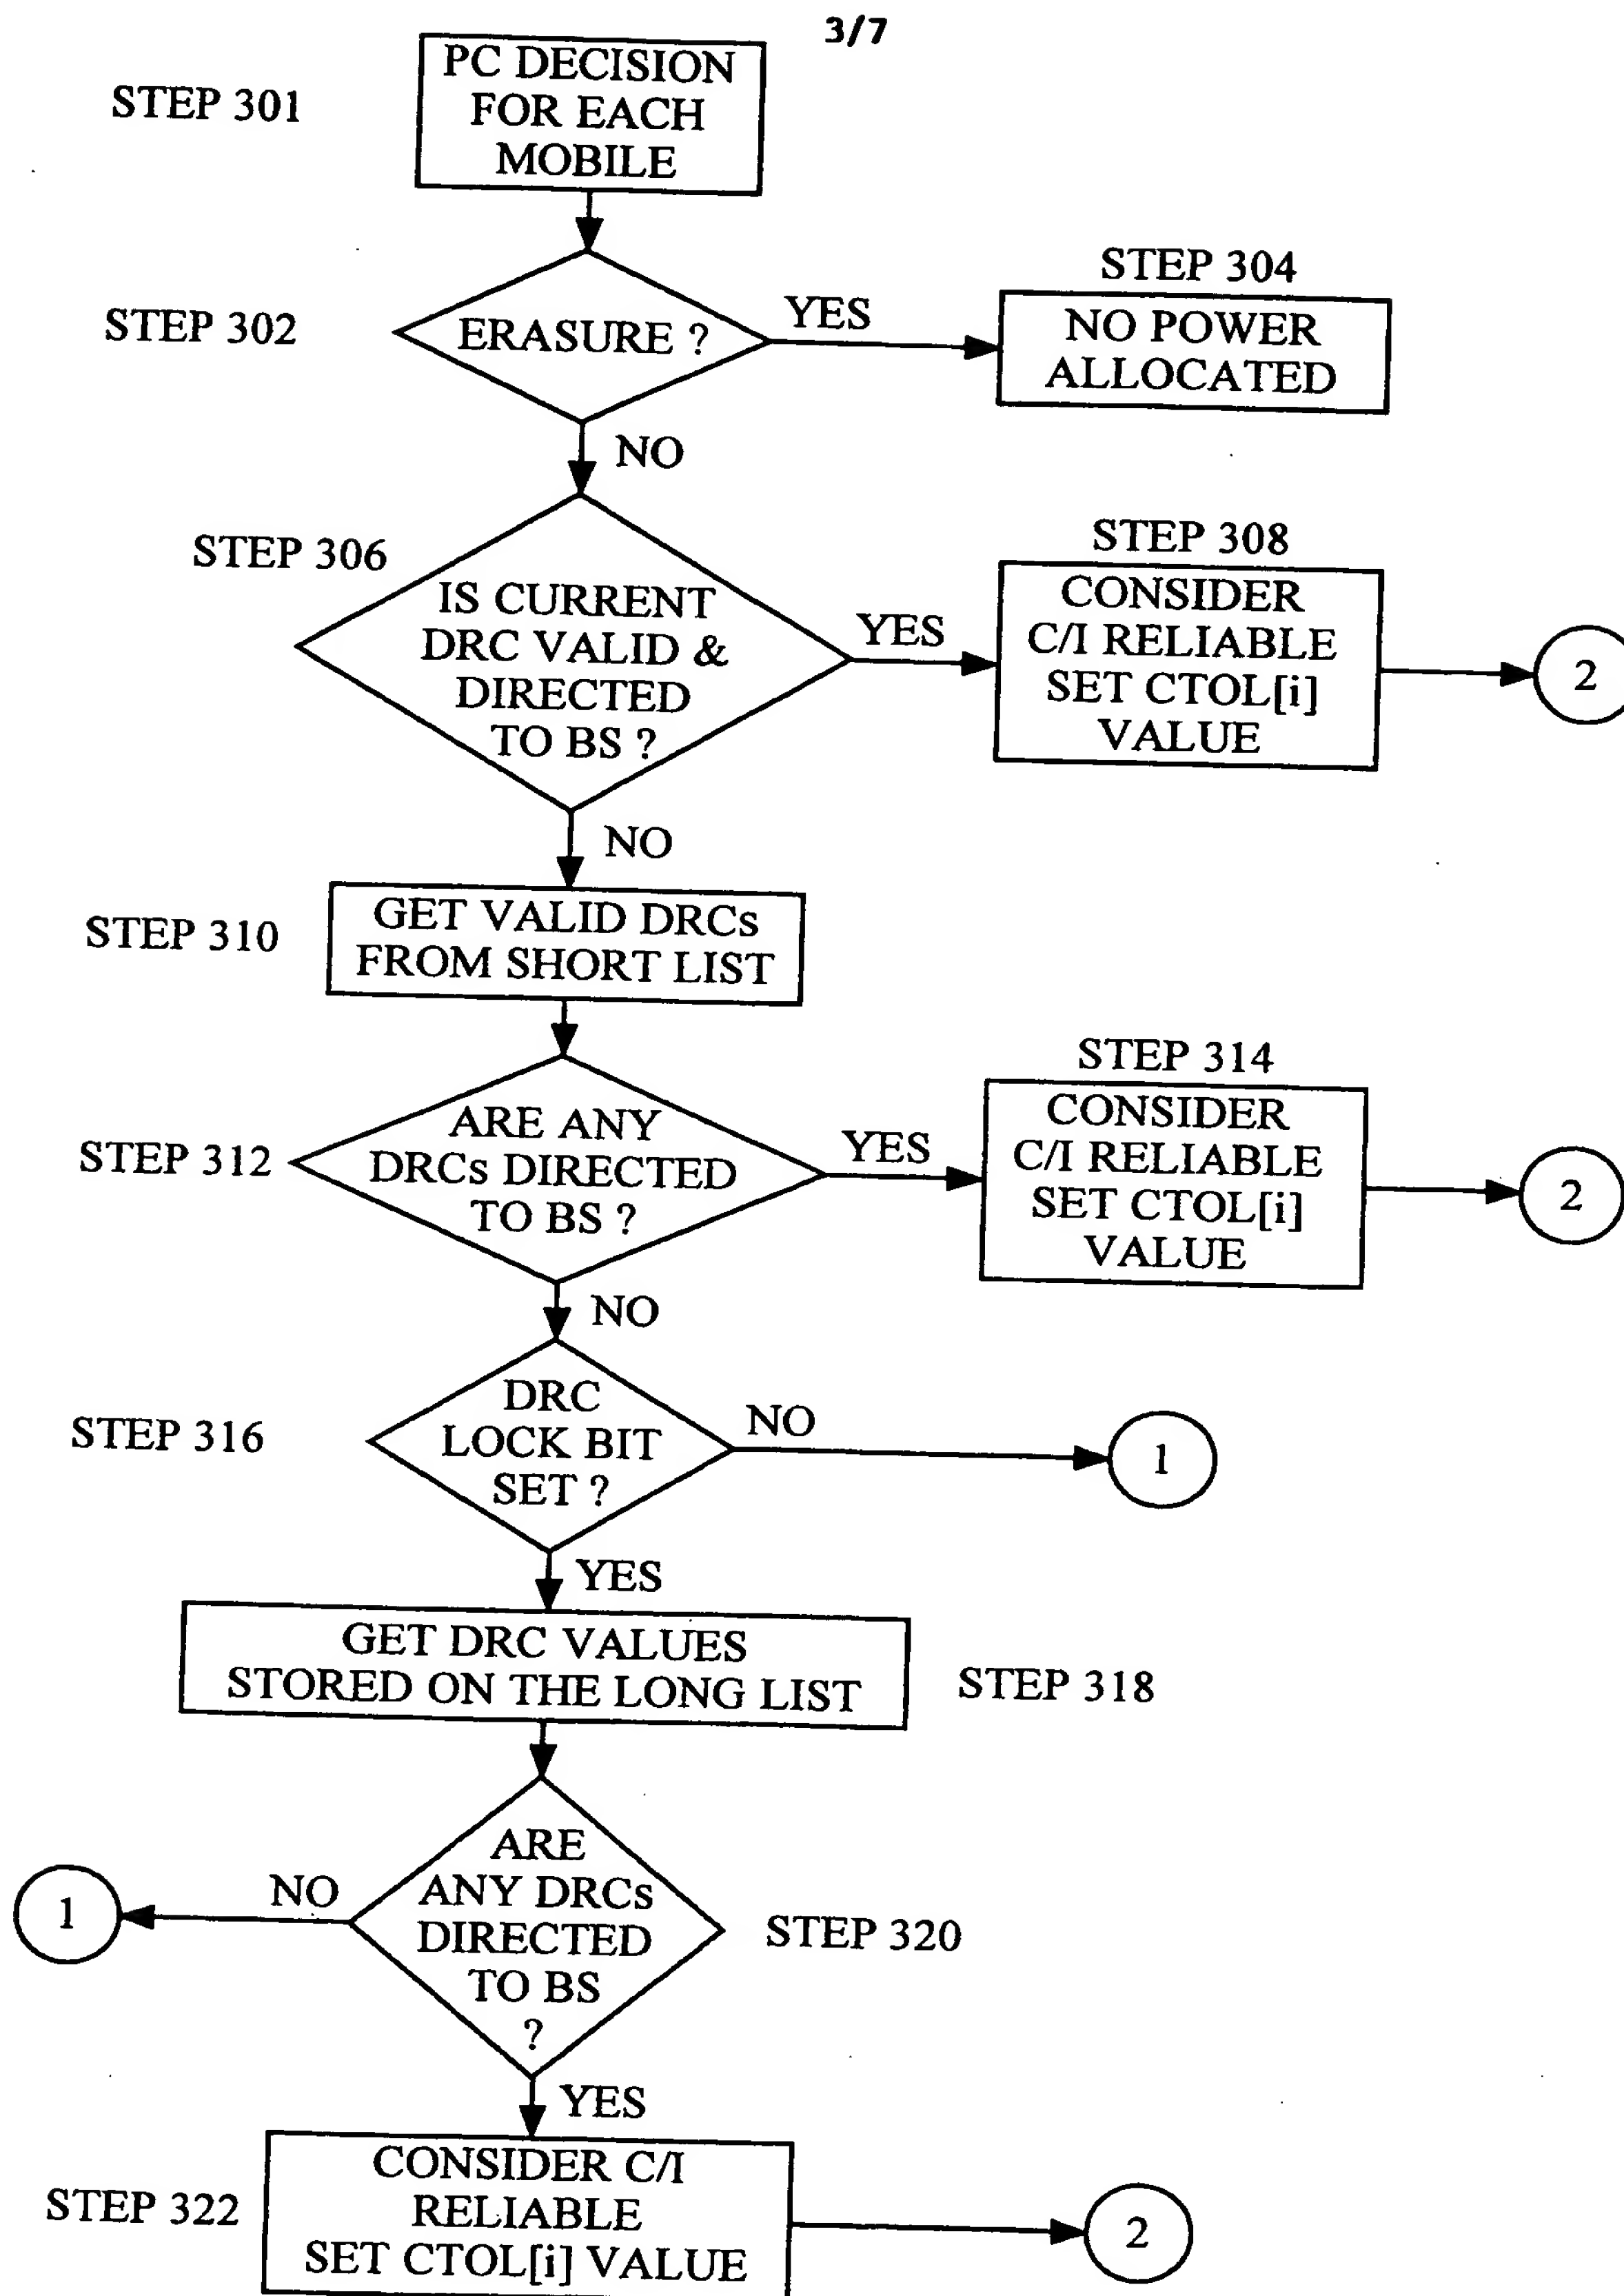 3/7
STEP 301
PC DECISION
FOR EACH
MOBILE
STEP 302
ERASURE ?
YES
STEP 304
NO POWER
ALLOCATED
NO
STEP 306
IS CURRENT
DRC VALID &
DIRECTED
TO BS ?
YES
STEP 308
CONSIDER
C/I RELIABLE
SET CTOL[i]
VALUE
2
NO
STEP 310
GET VALID DRCs
FROM SHORT LIST
STEP 312
ARE ANY
DRCs DIRECTED
TO BS ?
YES
STEP 314
CONSIDER
C/I RELIABLE
SET CTOL[i]
VALUE
2
NO
STEP 316
DRC
LOCK BIT
SET ?
NO
1
YES
GET DRC VALUES
STORED ON THE LONG LIST
STEP 318
1
NO
ARE
ANY DRCs
DIRECTED
TO BS
?
STEP 320
YES
STEP 322
CONSIDER C/I
RELIABLE
SET CTOL[i] VALUE
2